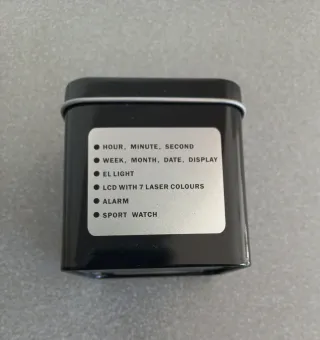 ● HOUR, MINUTE, SECOND
● WEEK, MONTH, DATE, DISPLAY
● EL LIGHT
● LCD WITH 7 LASER COLOURS
● ALARM
● SPORT WATCH